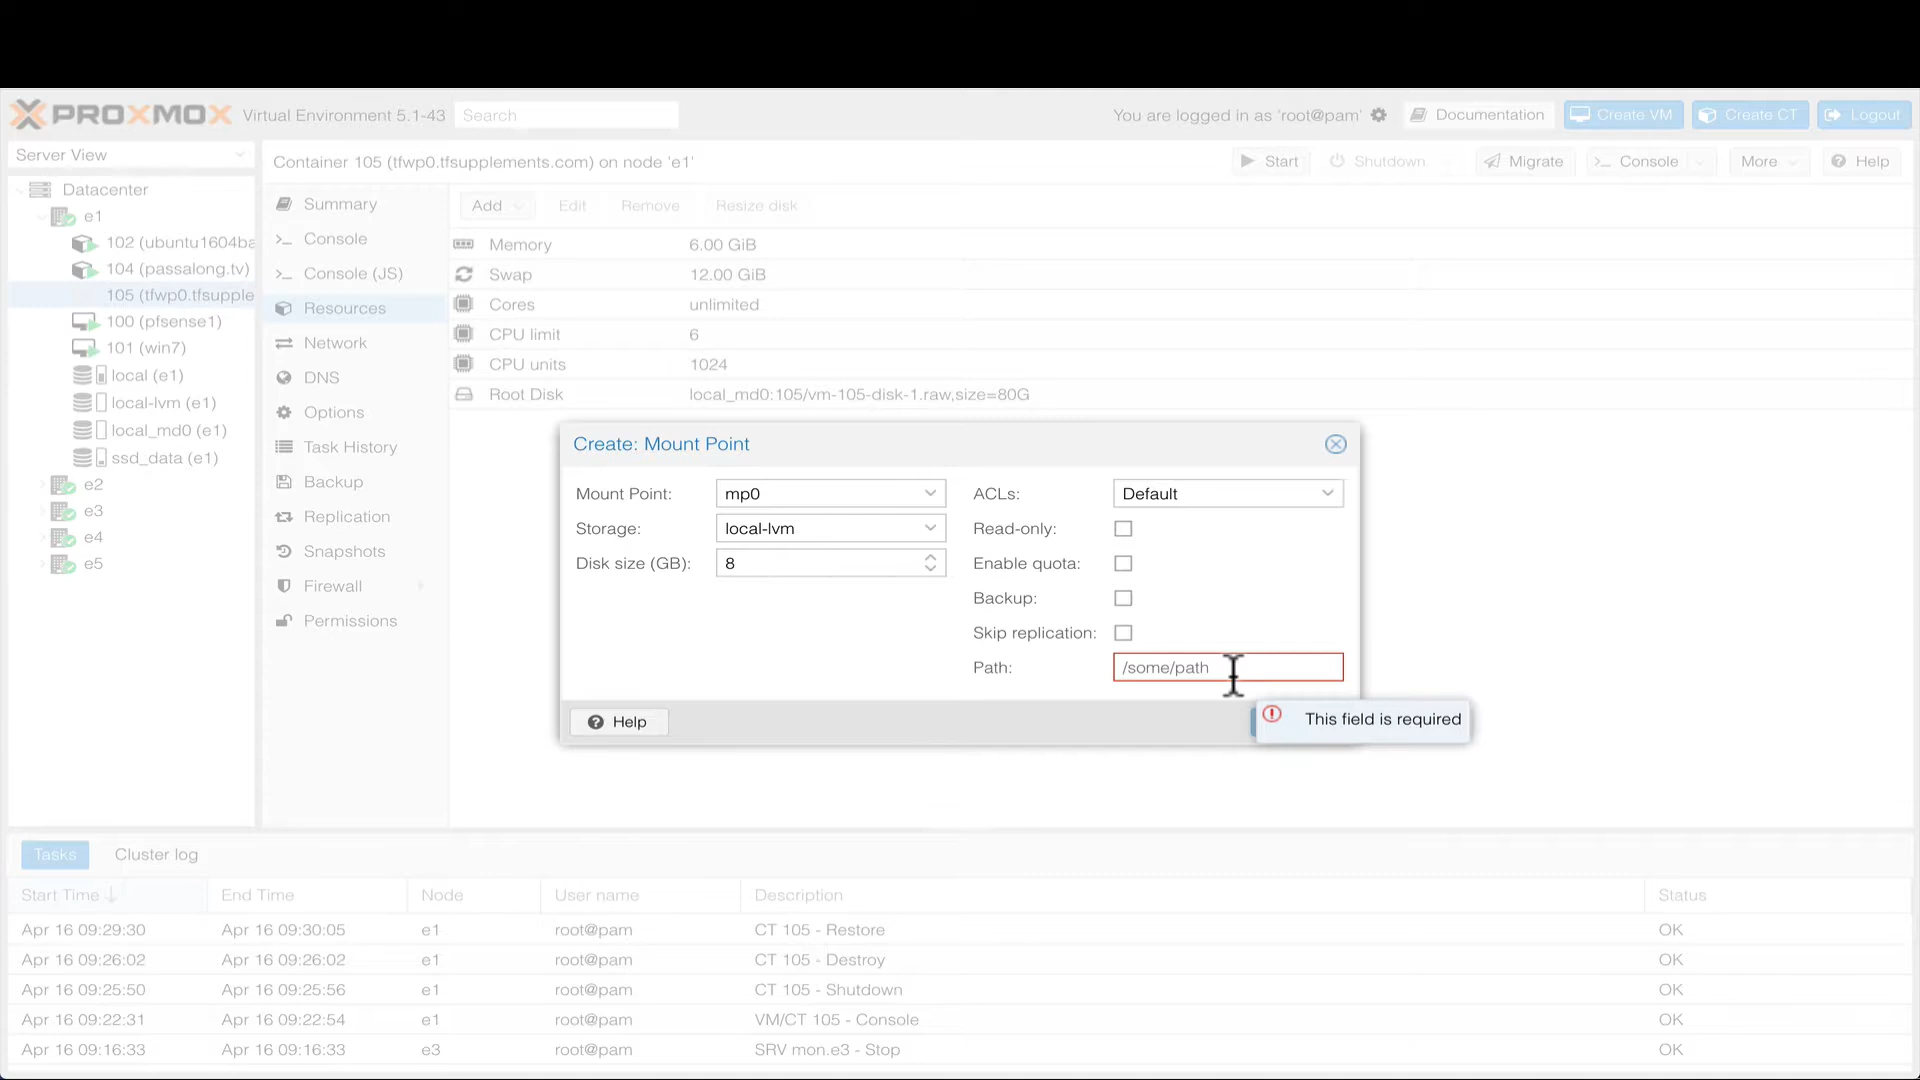 PROXMOX Virtual Environment 5.1-43 Search You are logged in as 'root@pam' Documentation Create VM Create CT Logout
Server View
Container 105 (tfwp0.tfsupplements.com) on node 'e1'
Start Shutdown Migrate >_ Console More Help
Datacenter
e1
102 (ubuntu1604ba
104 (passalong.tv)
105 (tfwp0.tfsupple
100 (pfsense1)
101 (win7)
local (e1)
local-lvm (e1)
local_md0 (e1)
ssd_data (e1)
e2
e3
e4
e5
Summary
>_ Console
>_ Console (JS)
Resources
Network
DNS
Options
Task History
Backup
Replication
Snapshots
Firewall
Permissions
Add Edit Remove Resize disk
Memory 6.00 GiB
Swap 12.00 GiB
Cores unlimited
CPU limit 6
CPU units 1024
Root Disk local_md0:105/vm-105-disk-1.raw,size=80G
Create: Mount Point
Mount Point: mp0
Storage: local-lvm
Disk size (GB): 8
ACLs: Default
Read-only:
Enable quota:
Backup:
Skip replication:
Path: /some/path
Help
This field is required
Tasks Cluster log
Start Time End Time Node User name Description Status
Apr 16 09:29:30 Apr 16 09:30:05 e1 root@pam CT 105 - Restore OK
Apr 16 09:26:02 Apr 16 09:26:02 e1 root@pam CT 105 - Destroy OK
Apr 16 09:25:50 Apr 16 09:25:56 e1 root@pam CT 105 - Shutdown OK
Apr 16 09:22:31 Apr 16 09:22:54 e1 root@pam VM/CT 105 - Console OK
Apr 16 09:16:33 Apr 16 09:16:33 e3 root@pam SRV mon.e3 - Stop OK